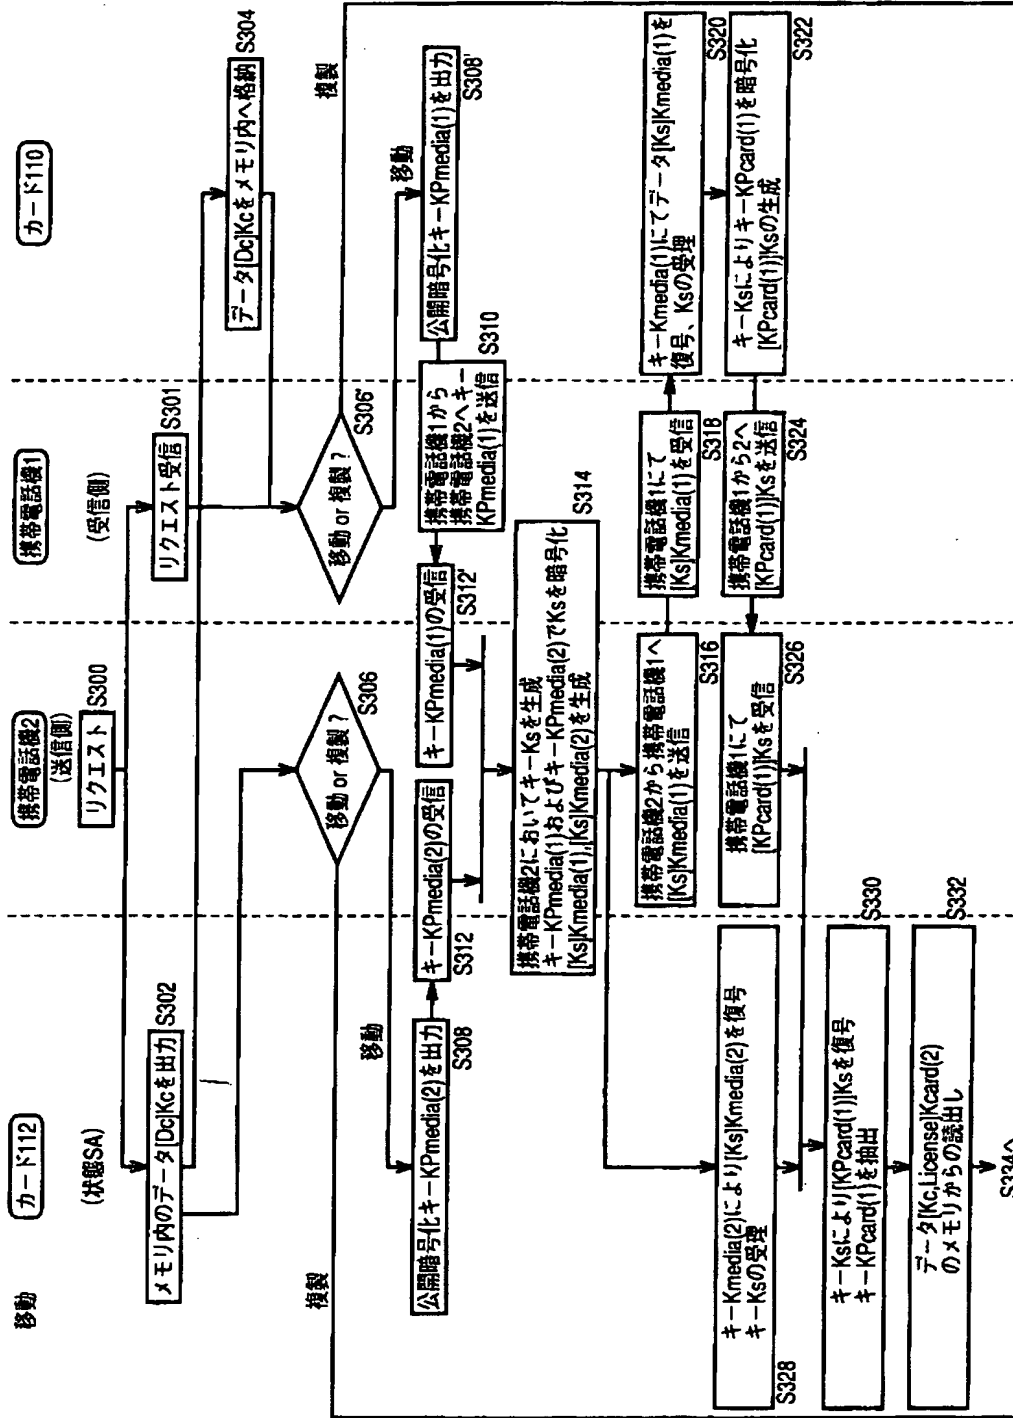 移動
カード112
携帯電話機2
携帯電話機1
カード110
(状態SA)
(送信側)
(受信側)
リクエスト
S300
リクエスト受信
S301
メモリ内のデータ[Dc]Kcを出力
S302
データ[Dc]Kcをメモリ内へ格納
S304
移動 or 複製 ?
S306
移動 or 複製 ?
S306'
複製
複製
移動
移動
公開暗号化キーKPmedia(2)を出力
S308
公開暗号化キーKPmedia(1)を出力
S308'
携帯電話機1から
携帯電話機2へキー
KPmedia(1)を送信
S310
キーKPmedia(2)の受信
S312
キーKPmedia(1)の受信
S312'
携帯電話機2においてキーKsを生成
キーKPmedia(1)およびキーKPmedia(2)でKsを暗号化
[Ks]Kmedia(1),[Ks]Kmedia(2)を生成
S314
携帯電話機2から携帯電話機1へ
[Ks]Kmedia(1)を送信
S316
携帯電話機1にて
[Ks]Kmedia(1)を受信
S318
キーKmedia(1)にてデータ[Ks]Kmedia(1)を
復号、Ksの受理
S320
キーKsによりキーKPcard(1)を暗号化
[KPcard(1)]Ksの生成
S322
携帯電話機1から2へ
[KPcard(1)]Ksを送信
S324
携帯電話機1にて
[KPcard(1)]Ksを受信
S326
キーKmedia(2)により[Ks]Kmedia(2)を復号
キーKsの受理
S328
キーKsにより[KPcard(1)]Ksを復号
キーKPcard(1)を抽出
S330
データ[Kc,License]Kcard(2)
のメモリからの読出し
S332
S334へ